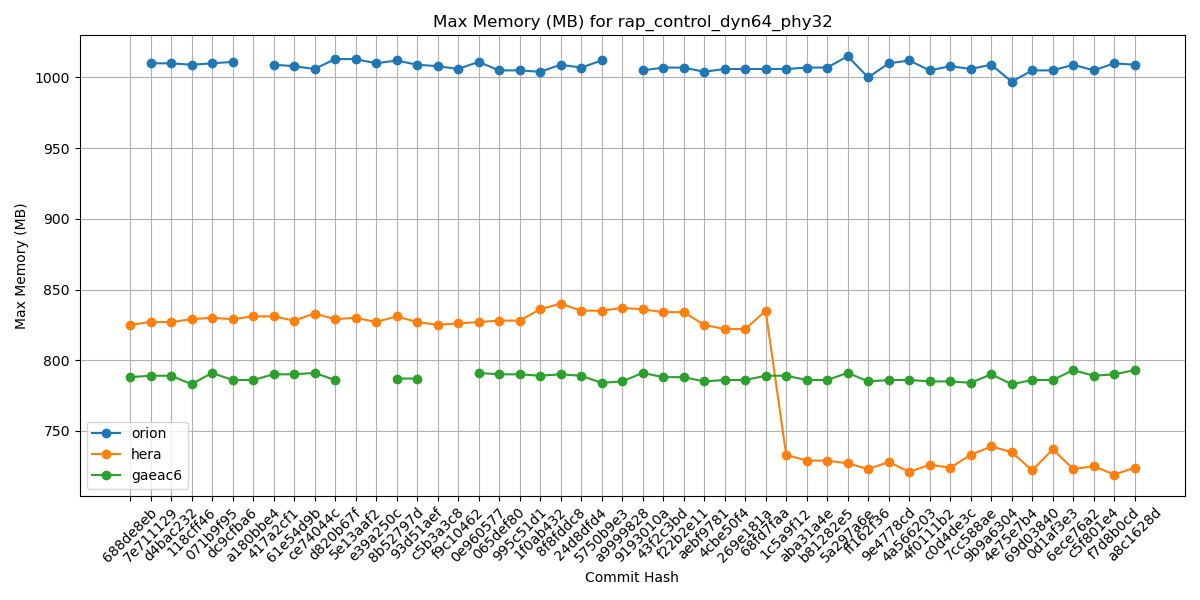 Max Memory (MB) for rap_control_dyn64_phy32
Max Memory (MB)
1000
950
900
850
800
750
orion
hera
gaeac6
688de8eb
7e711129
d4bac232
118cff46
071b9f95
dc9cfba6
a180bbe4
417a2cf1
61e54d9b
ce74044c
d820b67f
5e13aaf2
e39a250c
8b52797d
93d51aef
c5b3a3c8
f9c10462
0e960577
065def80
995c51d1
1f0ab432
8f6fddc8
24d8dfd4
5750b9e3
a9999828
9193010a
43f2c3bd
f22b2e11
aebf9781
4cbe50f4
269e181a
68fd7faa
1c5a9f12
aba31a4e
b81282e5
5a297a6e
ff162f36
9e4778cd
4a566203
4f0111b2
c0d4de3c
7cc588ae
9b9a6304
4e75e7b4
69d03840
0d1af3e3
6ece76a2
c5f801e4
f7d8b0cd
a8c1628d
Commit Hash